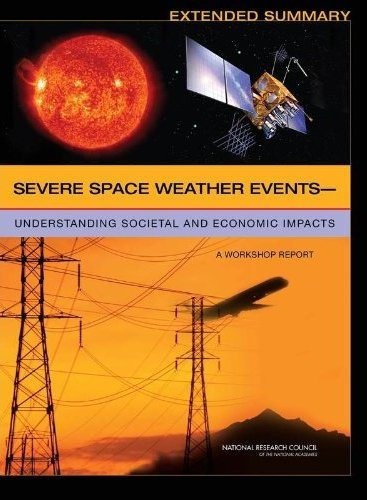 EXTENDED SUMMARY
SEVERE SPACE WEATHER EVENTS—
UNDERSTANDING SOCIETAL AND ECONOMIC IMPACTS
A WORKSHOP REPORT
NATIONAL RESEARCH COUNCIL
OF THE NATIONAL ACADEMIES